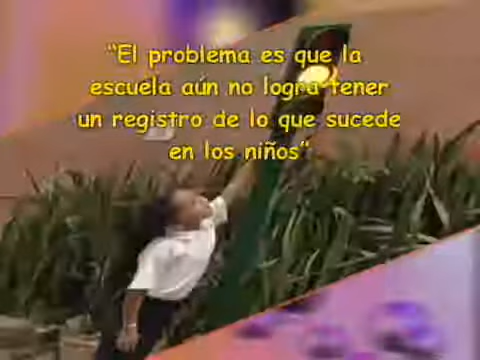 “El problema es que la
escuela aún no logra tener
un registro de lo que sucede
en los niños”